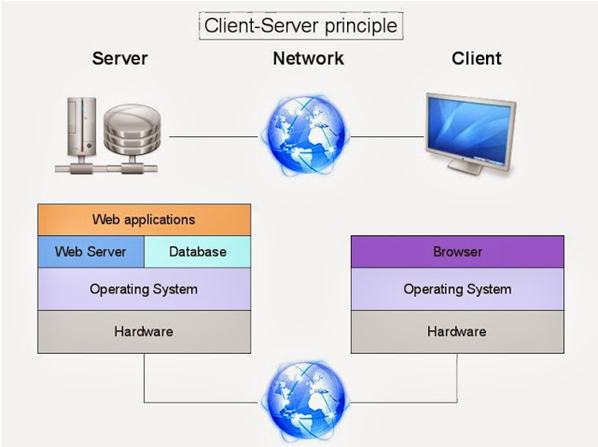 Client-Server principle
Server Network Client
Web applications
Web Server Database Browser
Operating System Operating System
Hardware Hardware